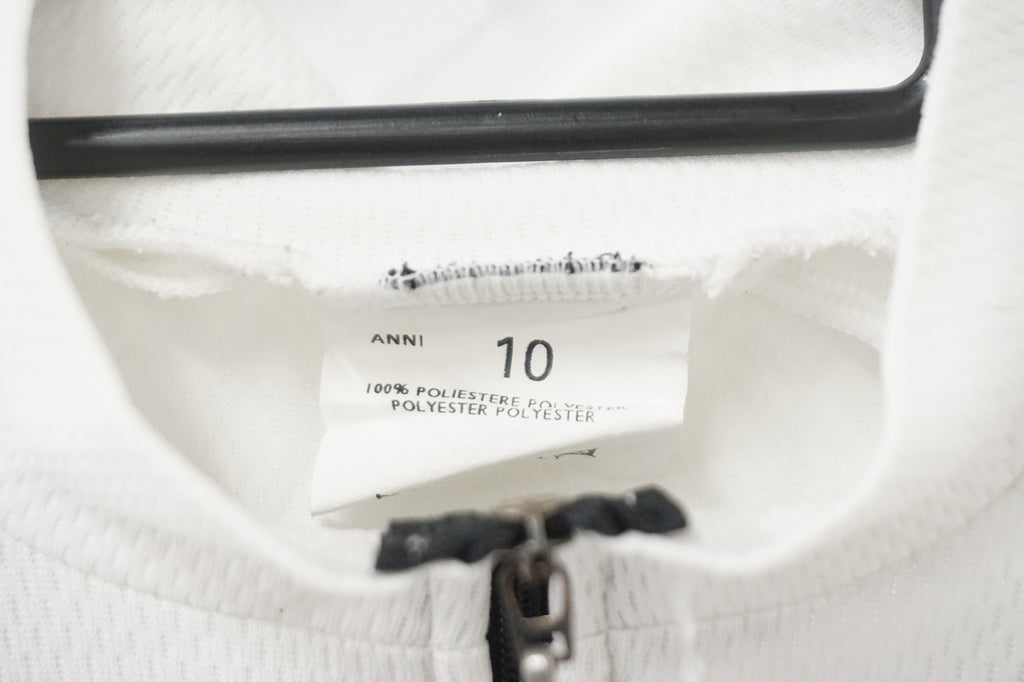 ANNI 10
100% POLIESTERE POLYESTER
POLYESTER POLYESTER